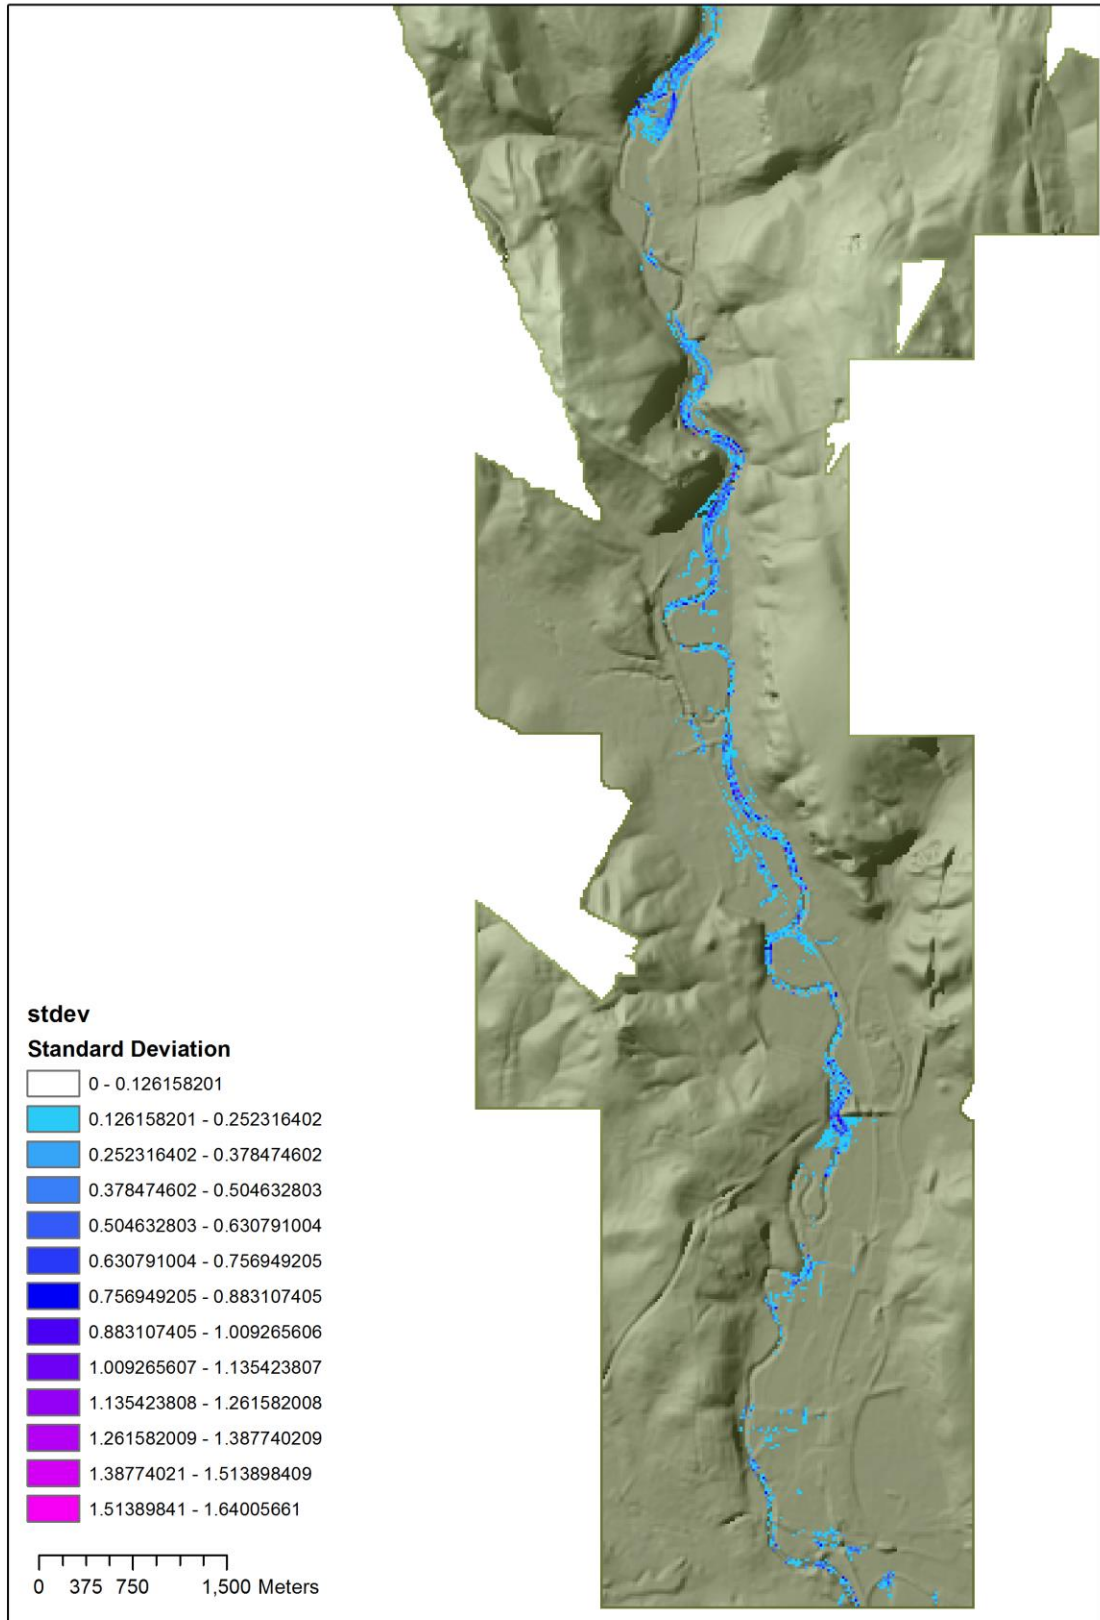 stdev
Standard Deviation
0 - 0.126158201
0.126158201 - 0.252316402
0.252316402 - 0.378474602
0.378474602 - 0.504632803
0.504632803 - 0.630791004
0.630791004 - 0.756949205
0.756949205 - 0.883107405
0.883107405 - 1.009265606
1.009265607 - 1.135423807
1.135423808 - 1.261582008
1.261582009 - 1.387740209
1.38774021 - 1.513898409
1.51389841 - 1.64005661
0 375 750 1,500 Meters